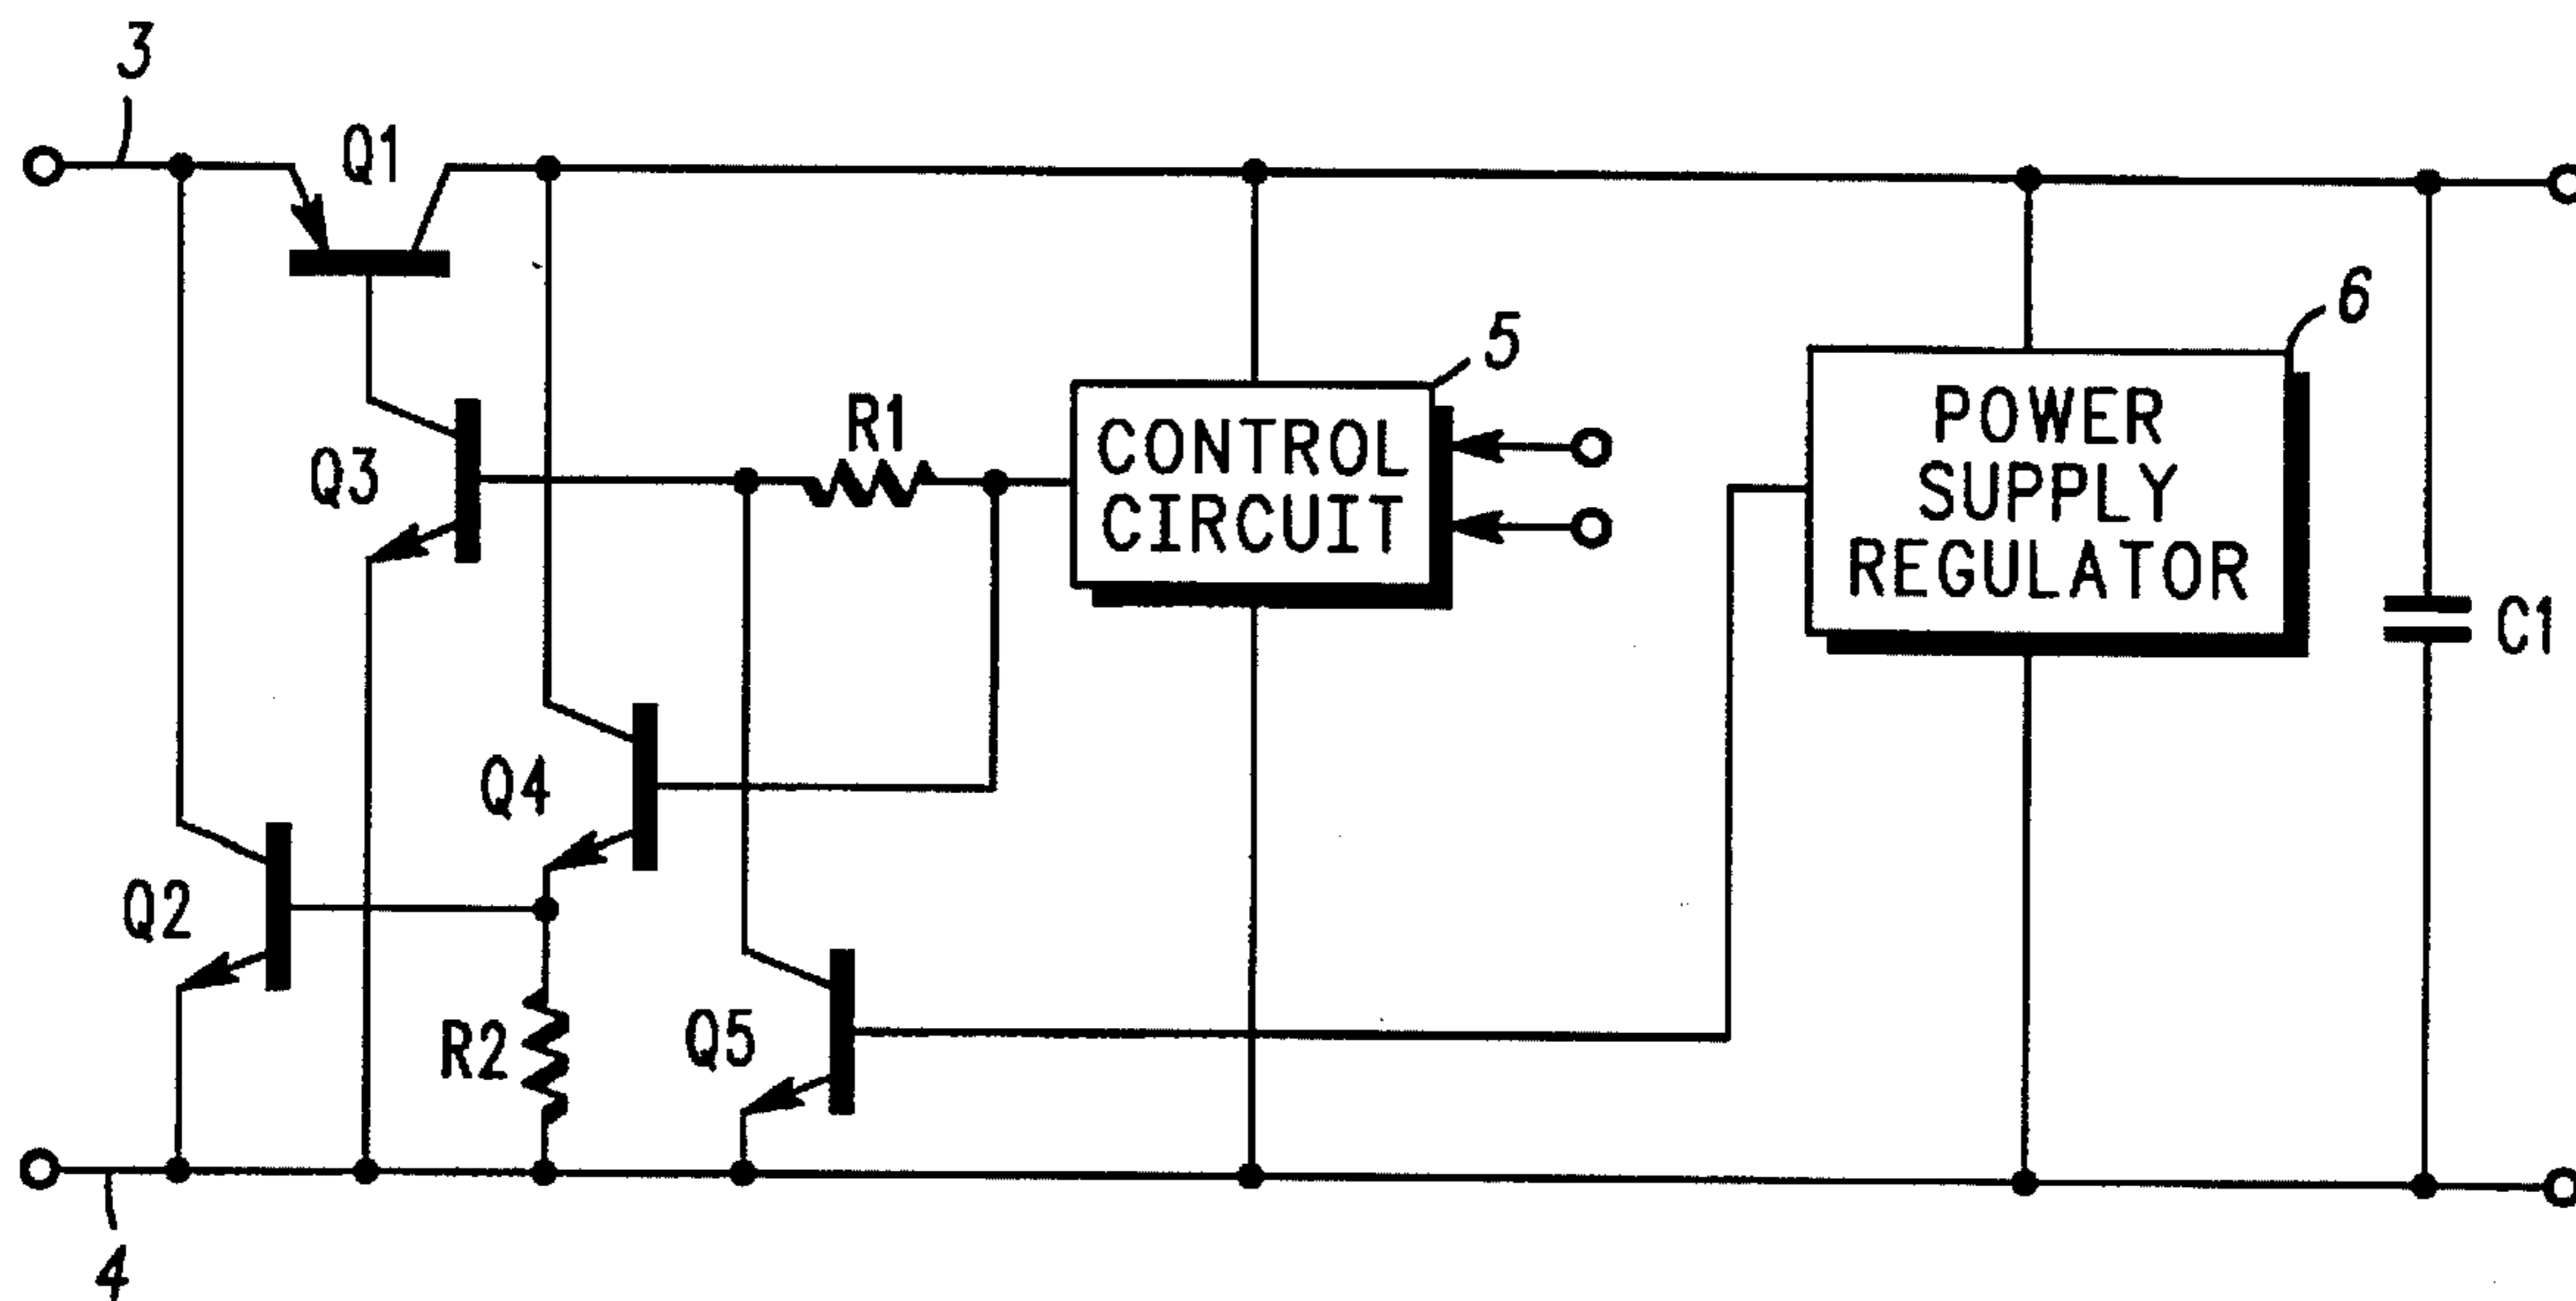 3
Q1
6
5
R1
CONTROL
CIRCUIT
POWER
SUPPLY
REGULATOR
Q3
C1
Q4
Q2
R2
Q5
4